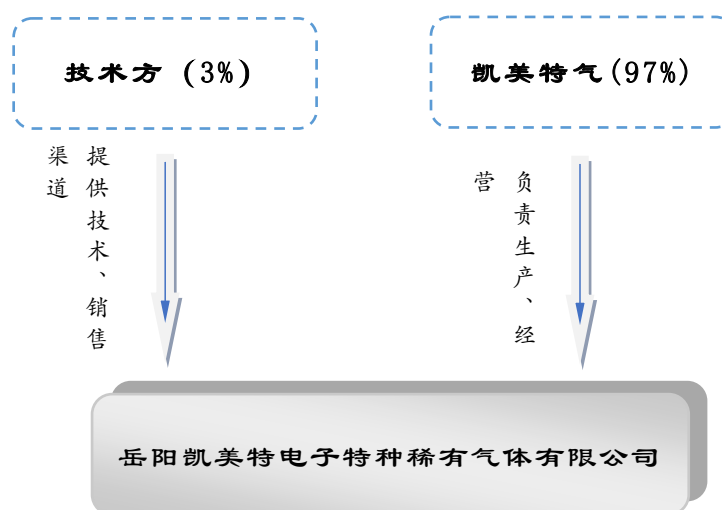 技术方 (3%)
凯美特气(97%)
提供技术、销售
渠道
负责生产、经
营
岳阳凯美特电子特种稀有气体有限公司